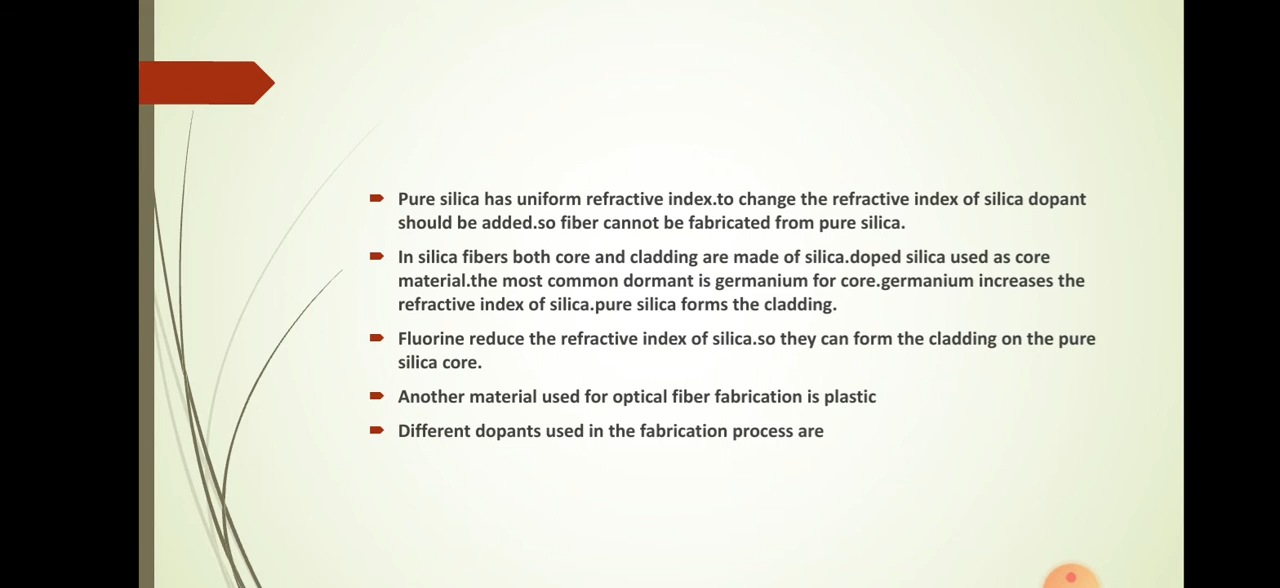 Pure silica has uniform refractive index.to change the refractive index of silica dopant
should be added.so fiber cannot be fabricated from pure silica.
In silica fibers both core and cladding are made of silica.doped silica used as core
material.the most common dormant is germanium for core.germanium increases the
refractive index of silica.pure silica forms the cladding.
Fluorine reduce the refractive index of silica.so they can form the cladding on the pure
silica core.
Another material used for optical fiber fabrication is plastic
Different dopants used in the fabrication process are